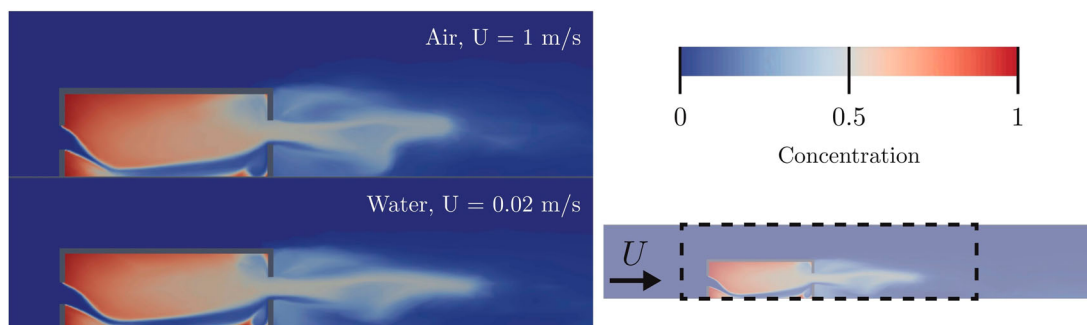 Air, U = 1 m/s
Water, U = 0.02 m/s
0 0.5 1
Concentration
U